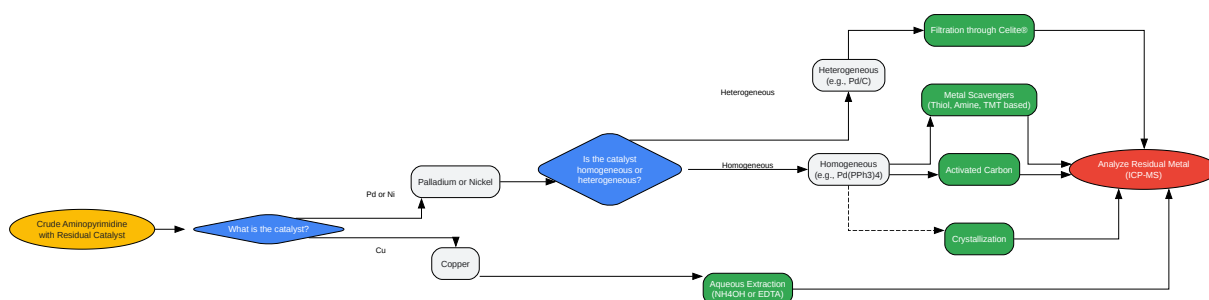 Filtration through Celite®
Heterogeneous
(e.g., Pd/C)
Heterogeneous
Metal Scavengers
(Thiol, Amine, TMT based)
Is the catalyst
homogeneous or
heterogeneous?
Homogeneous
Homogeneous
(e.g., Pd(PPh3)4)
Activated Carbon
Analyze Residual Metal
(ICP-MS)
Palladium or Nickel
Pd or Ni
Crude Aminopyrimidine
with Residual Catalyst
What is the catalyst?
Cu
Copper
Crystallization
Aqueous Extraction
(NH4OH or EDTA)